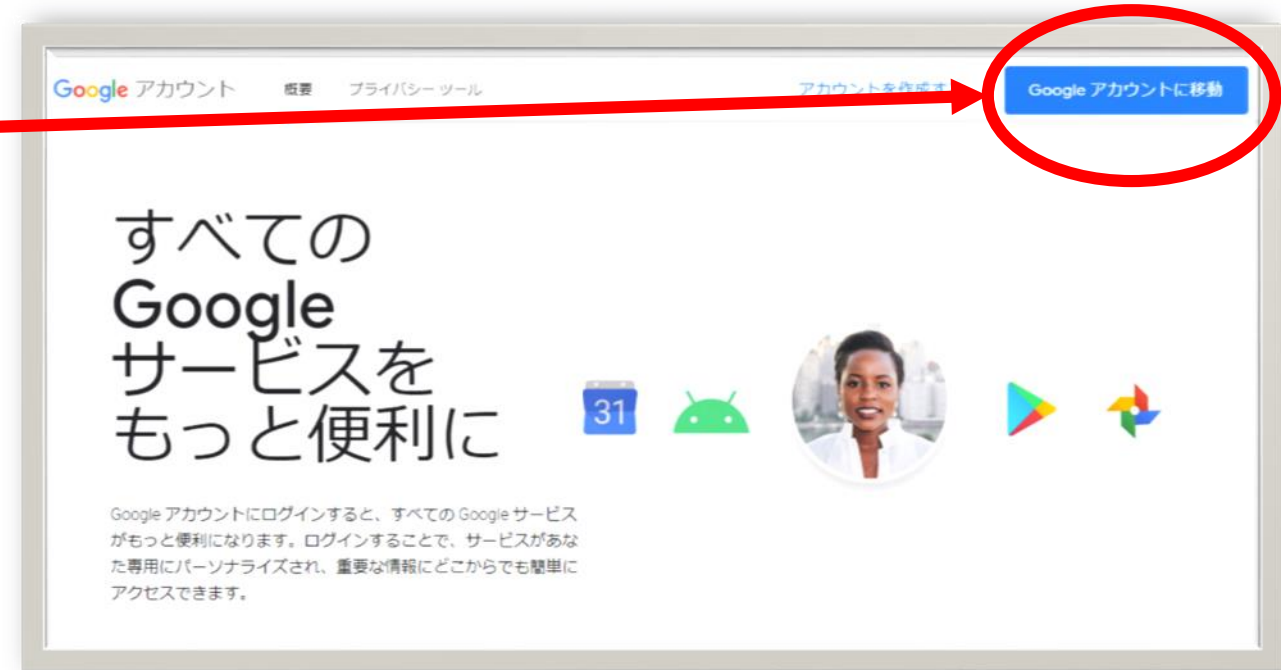 Google アカウント 概要 プライバシー ツール アカウントを作成す Google アカウントに移動
すべての
Google
サービスを
もっと便利に
31
Google アカウントにログインすると、すべての Google サービス
がもっと便利になります。ログインすることで、サービスがあな
た専用にパーソナライズされ、重要な情報にどこからでも簡単に
アクセスできます。